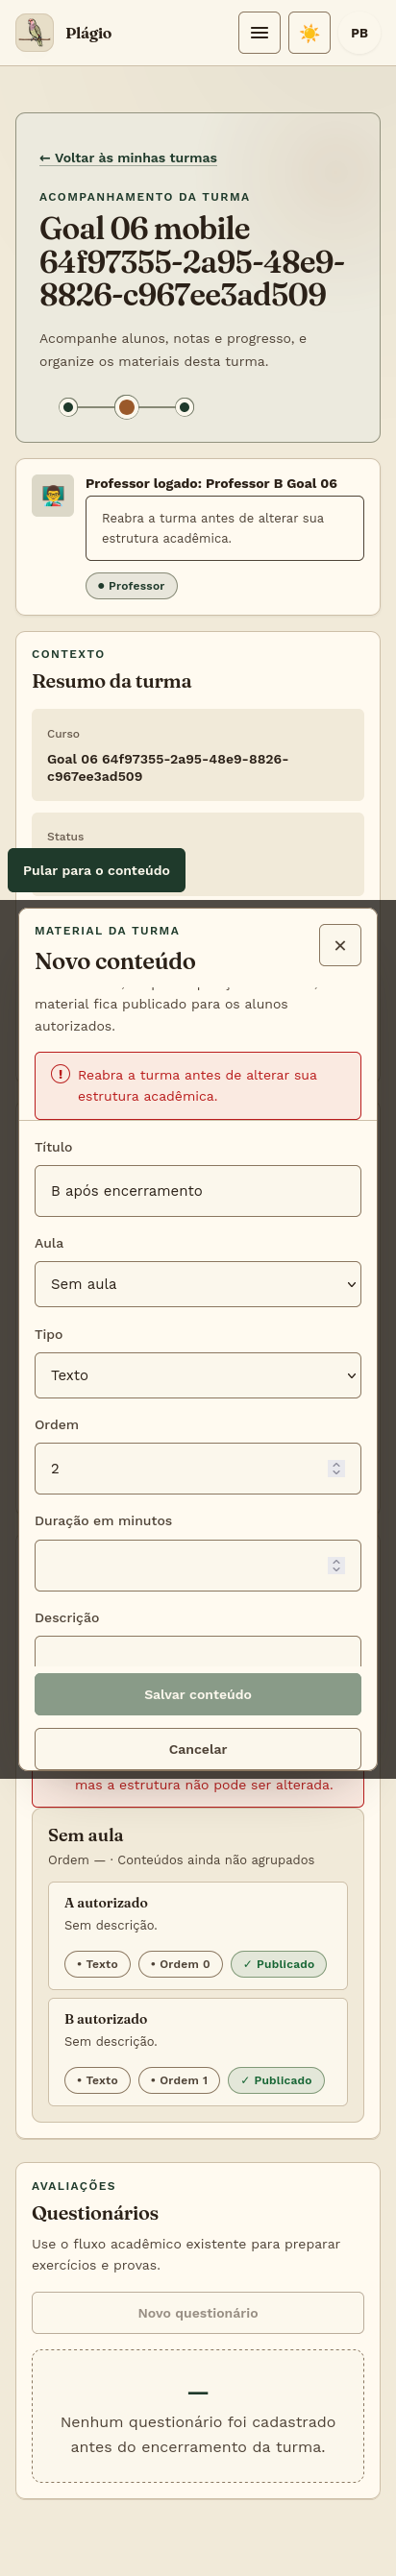 Plágio
☀️
PB
← Voltar às minhas turmas
ACOMPANHAMENTO DA TURMA
Goal 06 mobile
64f97355-2a95-48e9-
8826-c967ee3ad509
Acompanhe alunos, notas e progresso, e
organize os materiais desta turma.
Professor logado: Professor B Goal 06
Reabra a turma antes de alterar sua
estrutura acadêmica.
● Professor
CONTEXTO
Resumo da turma
Curso
Goal 06 64f97355-2a95-48e9-8826-
c967ee3ad509
Status
Pular para o conteúdo
MATERIAL DA TURMA
Novo conteúdo
✕
material fica publicado para os alunos
autorizados.
! Reabra a turma antes de alterar sua
estrutura acadêmica.
Título
B após encerramento
Aula
Sem aula
Tipo
Texto
Ordem
2
Duração em minutos
Descrição
Salvar conteúdo
Cancelar
mas a estrutura não pode ser alterada.
Sem aula
Ordem — · Conteúdos ainda não agrupados
A autorizado
Sem descrição.
• Texto • Ordem 0 ✓ Publicado
B autorizado
Sem descrição.
• Texto • Ordem 1 ✓ Publicado
AVALIAÇÕES
Questionários
Use o fluxo acadêmico existente para preparar
exercícios e provas.
Novo questionário
—
Nenhum questionário foi cadastrado
antes do encerramento da turma.